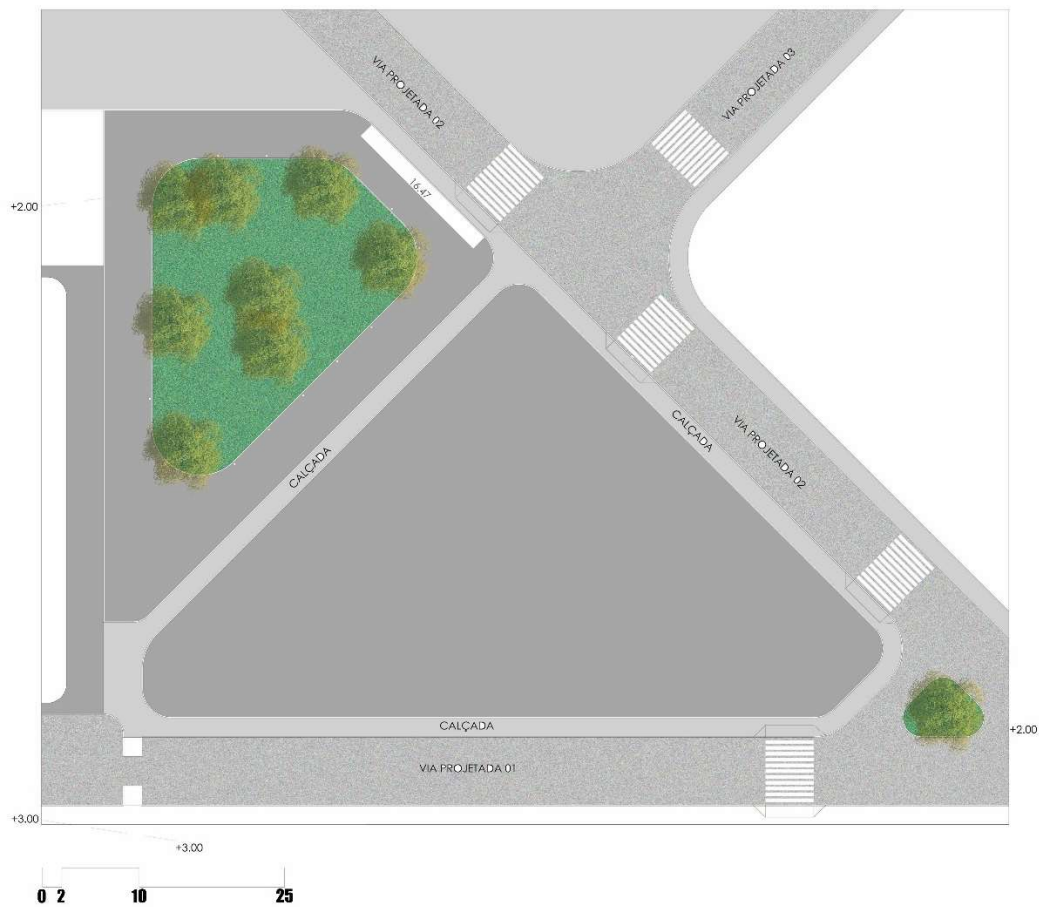 VIA PROJETADA 02
VIA PROJETADA 03
16.47
+2.00
CALÇADA
CALÇADA
VIA PROJETADA 02
CALÇADA
+2.00
VIA PROJETADA 01
+3.00
+3.00
0 2 10 25